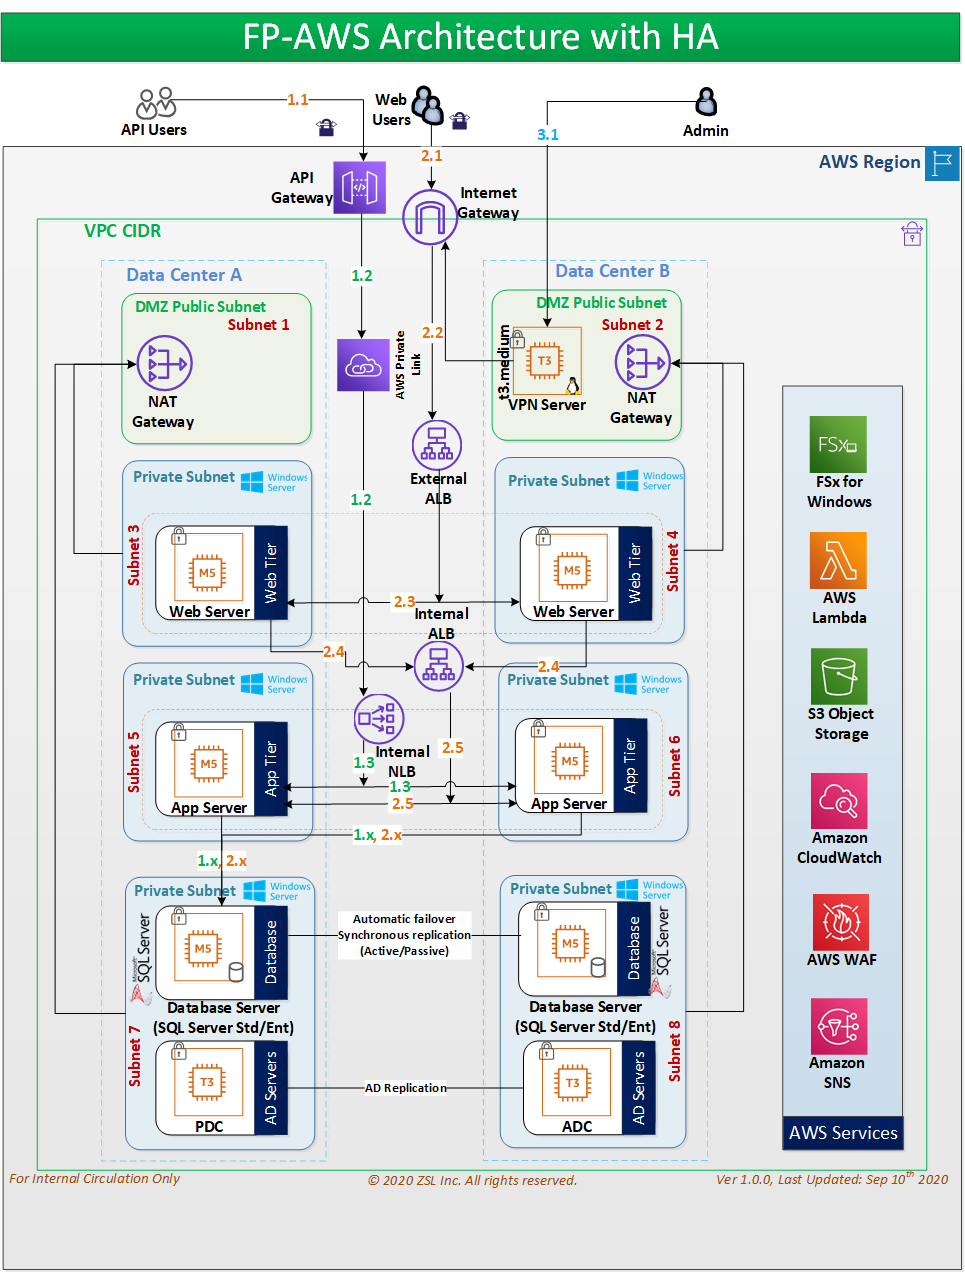 FP-AWS Architecture with HA
1.1
API Users
Web
Users
3.1
Admin
2.1
AWS Region
API
Gateway
Internet
Gateway
VPC CIDR
Data Center A
1.2
Data Center B
DMZ Public Subnet
Subnet 1
NAT
Gateway
AWS Private
Link
2.2
DMZ Public Subnet
Subnet 2
t3.medium
T3
VPN Server
NAT
Gateway
External
ALB
1.2
Private Subnet
Windows
Server
Subnet 3
M5
Web Server
Web Tier
Private Subnet
Windows
Server
Subnet 4
M5
Web Server
Web Tier
2.3
Internal
ALB
2.4
2.4
Private Subnet
Windows
Server
Subnet 5
M5
App Server
App Tier
Private Subnet
Windows
Server
Subnet 6
M5
App Server
App Tier
Internal
NLB
2.5
1.3
1.3
2.5
1.x, 2.x
1.x, 2.x
Private Subnet
Windows
Server
Microsoft
SQL Server
M5
Database
Database Server
(SQL Server Std/Ent)
Subnet 7
T3
PDC
AD Servers
Automatic failover
Synchronous replication
(Active/Passive)
AD Replication
Private Subnet
Windows
Server
Microsoft
SQL Server
M5
Database
Database Server
(SQL Server Std/Ent)
Subnet 8
T3
ADC
AD Servers
FSx
FSx for
Windows
AWS
Lambda
S3 Object
Storage
Amazon
CloudWatch
AWS WAF
Amazon
SNS
AWS Services
For Internal Circulation Only
© 2020 ZSL Inc. All rights reserved.
Ver 1.0.0, Last Updated: Sep 10th 2020